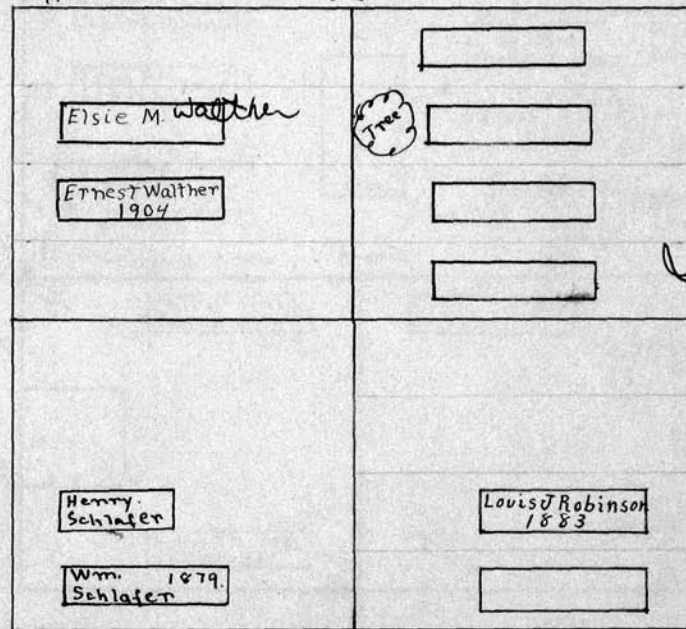 Elsie M. Walther
Tree
Ernest Walther
1904
Henry.
Schlafer
Louis J Robinson
1883
Wm. 1879.
Schlafer